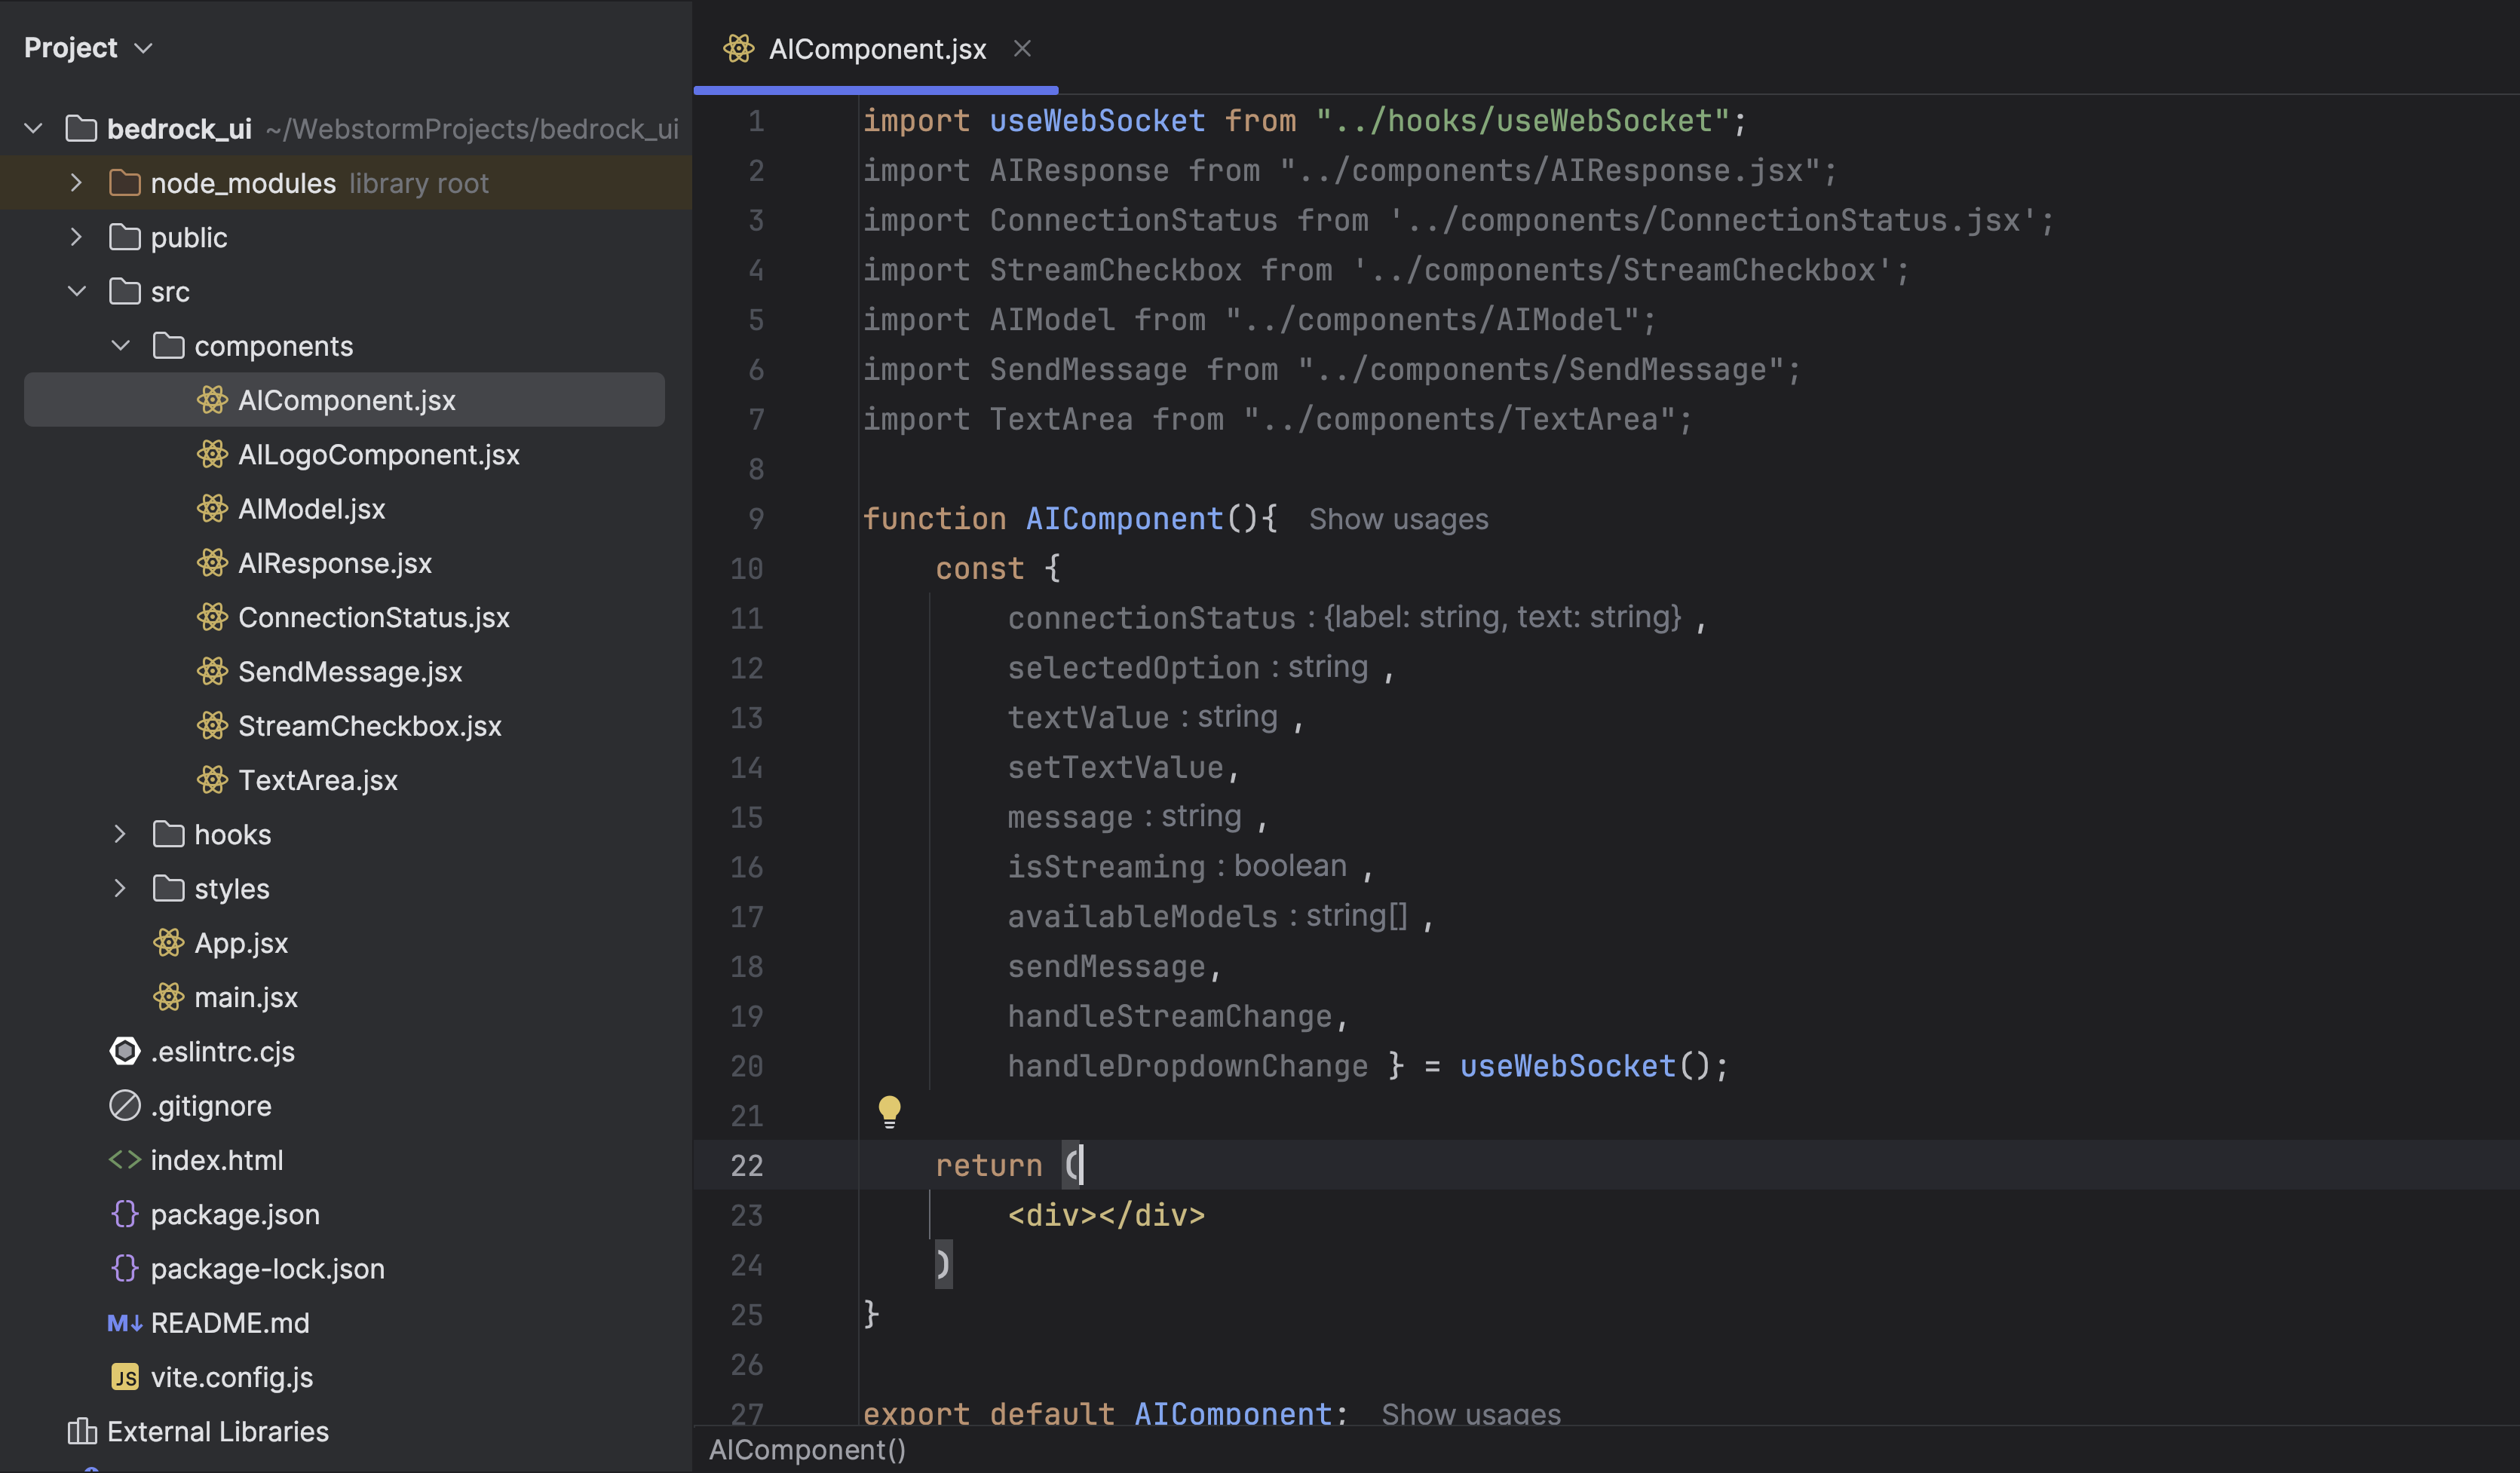 Project
bedrock_ui ~/WebstormProjects/bedrock_ui
node_modules library root
public
src
components
AIComponent.jsx
AILogoComponent.jsx
AIModel.jsx
AIResponse.jsx
ConnectionStatus.jsx
SendMessage.jsx
StreamCheckbox.jsx
TextArea.jsx
hooks
styles
App.jsx
main.jsx
.eslintrc.cjs
.gitignore
index.html
package.json
package-lock.json
M↓ README.md
JS vite.config.js
External Libraries
AIComponent.jsx
1 import useWebSocket from "../hooks/useWebSocket";
2 import AIResponse from "../components/AIResponse.jsx";
3 import ConnectionStatus from '../components/ConnectionStatus.jsx';
4 import StreamCheckbox from '../components/StreamCheckbox';
5 import AIModel from "../components/AIModel";
6 import SendMessage from "../components/SendMessage";
7 import TextArea from "../components/TextArea";
8
9 function AIComponent(){ Show usages
10 const {
11 connectionStatus : {label: string, text: string} ,
12 selectedOption : string ,
13 textValue : string ,
14 setTextValue,
15 message : string ,
16 isStreaming : boolean ,
17 availableModels : string[] ,
18 sendMessage,
19 handleStreamChange,
20 handleDropdownChange } = useWebSocket();
21
22 return (
23 <div></div>
24 )
25 }
26
27 export default AIComponent; Show usages
AIComponent()